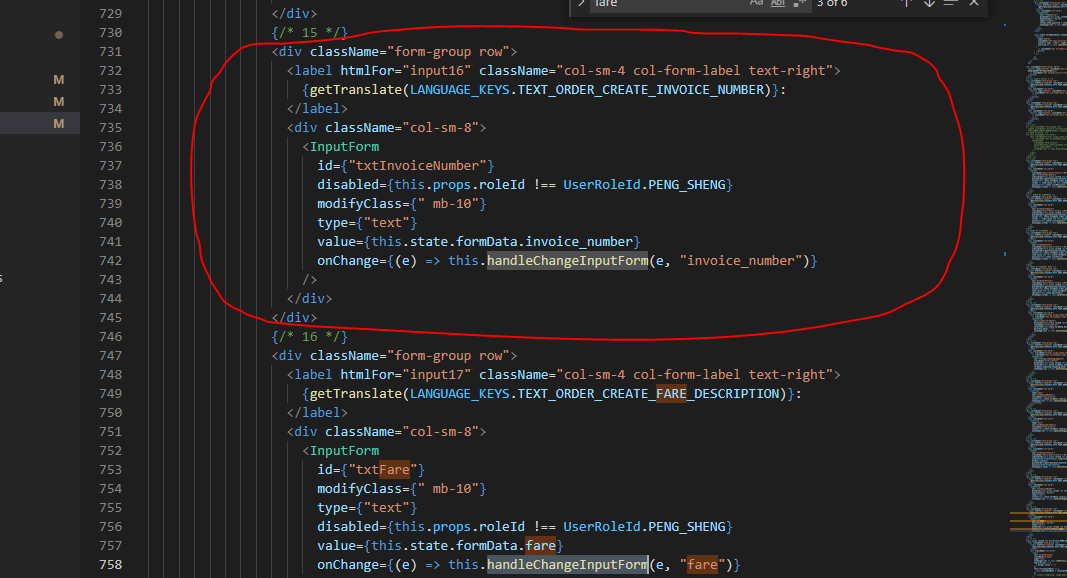 fare Aa Abl 3 of 6
729 </div>
730 {/* 15 */}
731 <div className="form-group row">
M 732 <label htmlFor="input16" className="col-sm-4 col-form-label text-right">
733 {getTranslate(LANGUAGE_KEYS.TEXT_ORDER_CREATE_INVOICE_NUMBER)}:
M 734 </label>
M 735 <div className="col-sm-8">
736 <InputForm
737 id={"txtInvoiceNumber"}
738 disabled={this.props.roleId !== UserRoleId.PENG_SHENG}
739 modifyClass={" mb-10"}
740 type={"text"}
741 value={this.state.formData.invoice_number}
742 onChange={(e) => this.handleChangeInputForm(e, "invoice_number")}
s 743 />
744 </div>
745 </div>
746 {/* 16 */}
747 <div className="form-group row">
748 <label htmlFor="input17" className="col-sm-4 col-form-label text-right">
749 {getTranslate(LANGUAGE_KEYS.TEXT_ORDER_CREATE_FARE_DESCRIPTION)}:
750 </label>
751 <div className="col-sm-8">
752 <InputForm
753 id={"txtFare"}
754 modifyClass={" mb-10"}
755 type={"text"}
756 disabled={this.props.roleId !== UserRoleId.PENG_SHENG}
757 value={this.state.formData.fare}
758 onChange={(e) => this.handleChangeInputForm(e, "fare")}